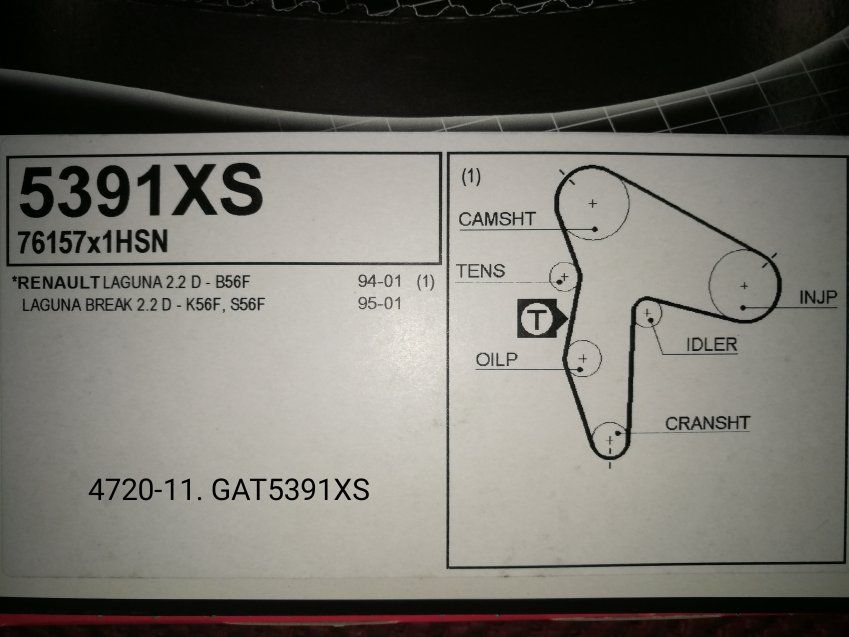 5391XS
76157x1HSN
*RENAULT LAGUNA 2.2 D - B56F 94-01 (1)
LAGUNA BREAK 2.2 D - K56F, S56F 95-01
4720-11. GAT5391XS
(1)
CAMSHT
TENS
INJP
T
IDLER
OILP
CRANSHT